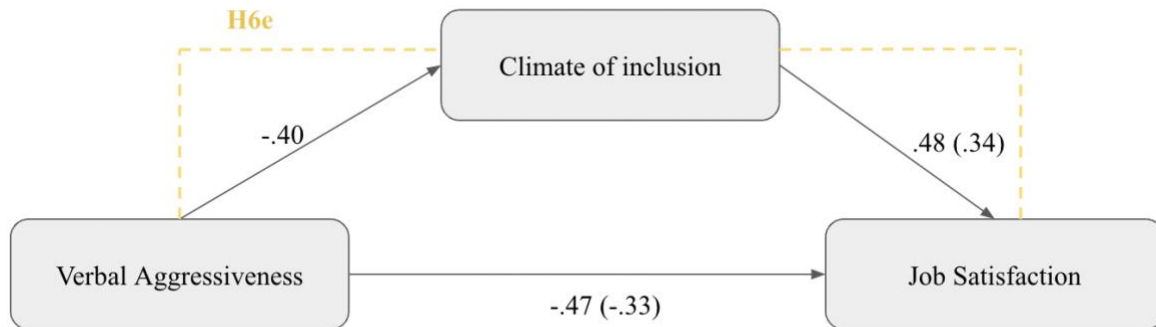 H6e
Climate of inclusion
-.40
.48 (.34)
Verbal Aggressiveness
Job Satisfaction
-.47 (-.33)